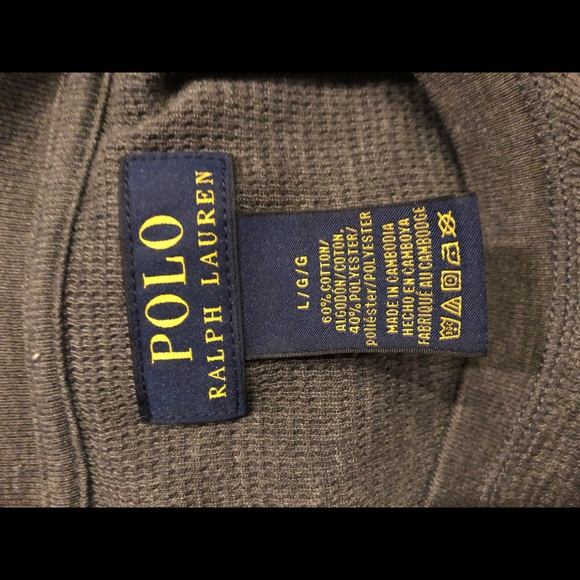 POLO
RALPH LAUREN
L/G/G
60% COTTON/
ALGODÓN/COTON,
40% POLYESTER/
poliéster/POLYESTER
MADE IN CAMBODIA
HECHO EN CAMBOYA
FABRIQUÉ AU CAMBODGE